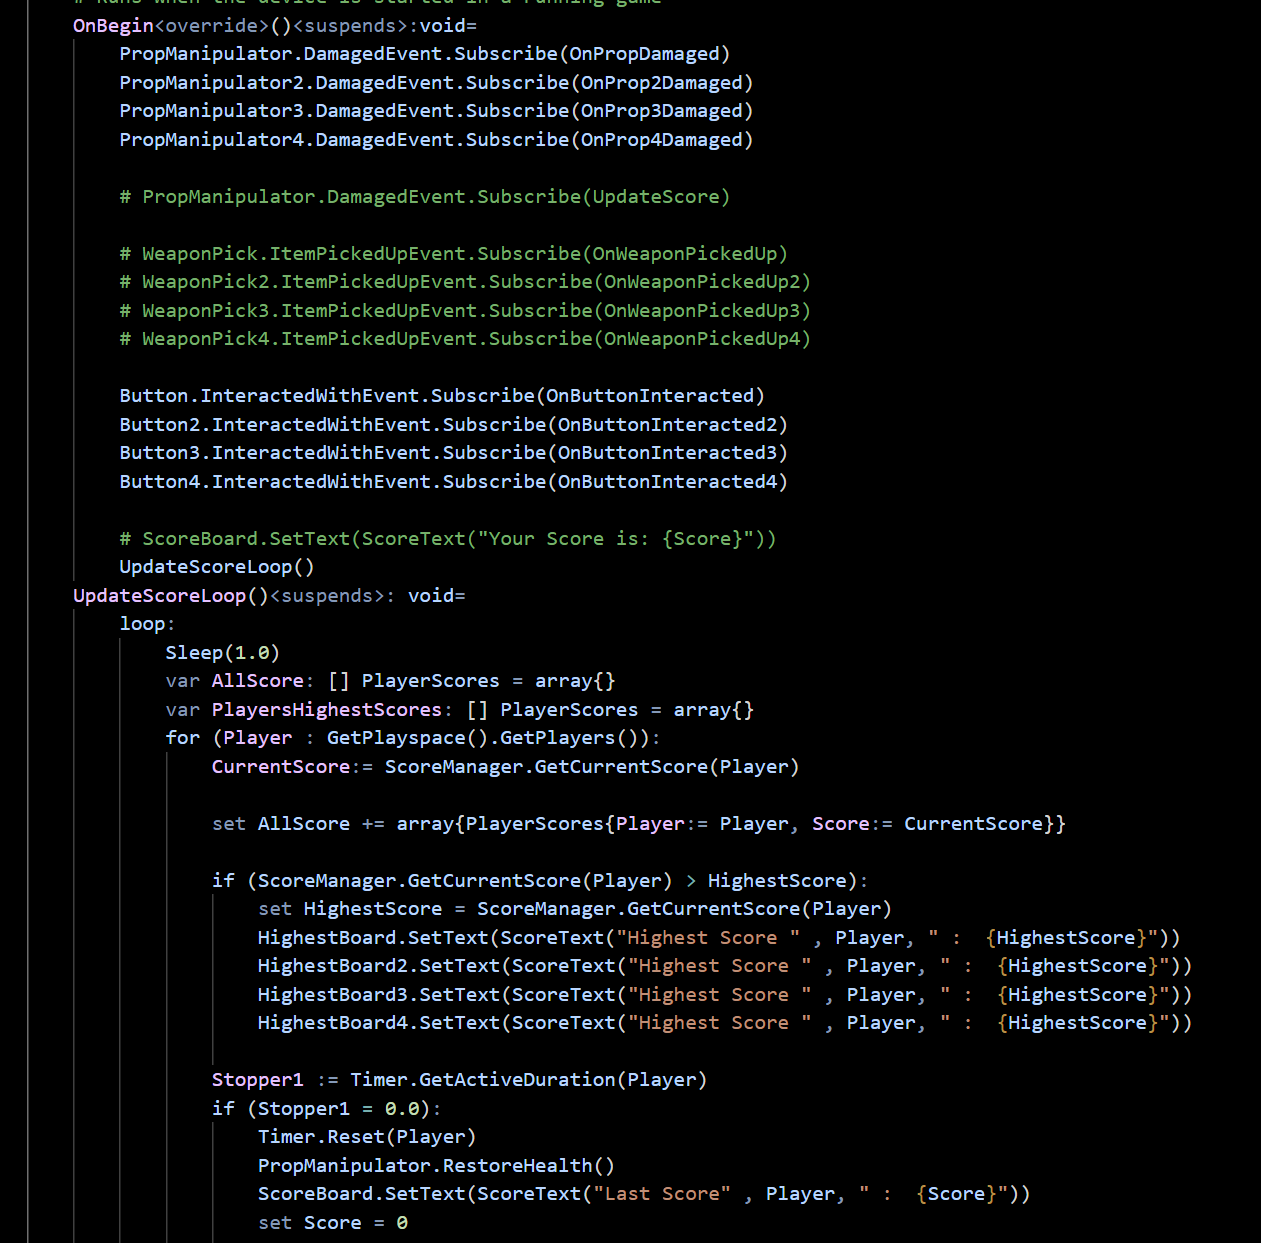 # Runs when the device is started in a running game
OnBegin<override>()<suspends>:void=
PropManipulator.DamagedEvent.Subscribe(OnPropDamaged)
PropManipulator2.DamagedEvent.Subscribe(OnProp2Damaged)
PropManipulator3.DamagedEvent.Subscribe(OnProp3Damaged)
PropManipulator4.DamagedEvent.Subscribe(OnProp4Damaged)
# PropManipulator.DamagedEvent.Subscribe(UpdateScore)
# WeaponPick.ItemPickedUpEvent.Subscribe(OnWeaponPickedUp)
# WeaponPick2.ItemPickedUpEvent.Subscribe(OnWeaponPickedUp2)
# WeaponPick3.ItemPickedUpEvent.Subscribe(OnWeaponPickedUp3)
# WeaponPick4.ItemPickedUpEvent.Subscribe(OnWeaponPickedUp4)
Button.InteractedWithEvent.Subscribe(OnButtonInteracted)
Button2.InteractedWithEvent.Subscribe(OnButtonInteracted2)
Button3.InteractedWithEvent.Subscribe(OnButtonInteracted3)
Button4.InteractedWithEvent.Subscribe(OnButtonInteracted4)
# ScoreBoard.SetText(ScoreText("Your Score is: {Score}"))
UpdateScoreLoop()
UpdateScoreLoop()<suspends>: void=
loop:
Sleep(1.0)
var AllScore: [] PlayerScores = array{}
var PlayersHighestScores: [] PlayerScores = array{}
for (Player : GetPlayspace().GetPlayers()):
CurrentScore:= ScoreManager.GetCurrentScore(Player)
set AllScore += array{PlayerScores{Player:= Player, Score:= CurrentScore}}
if (ScoreManager.GetCurrentScore(Player) > HighestScore):
set HighestScore = ScoreManager.GetCurrentScore(Player)
HighestBoard.SetText(ScoreText("Highest Score " , Player, " :  {HighestScore}"))
HighestBoard2.SetText(ScoreText("Highest Score " , Player, " :  {HighestScore}"))
HighestBoard3.SetText(ScoreText("Highest Score " , Player, " :  {HighestScore}"))
HighestBoard4.SetText(ScoreText("Highest Score " , Player, " :  {HighestScore}"))
Stopper1 := Timer.GetActiveDuration(Player)
if (Stopper1 = 0.0):
Timer.Reset(Player)
PropManipulator.RestoreHealth()
ScoreBoard.SetText(ScoreText("Last Score" , Player, " :  {Score}"))
set Score = 0